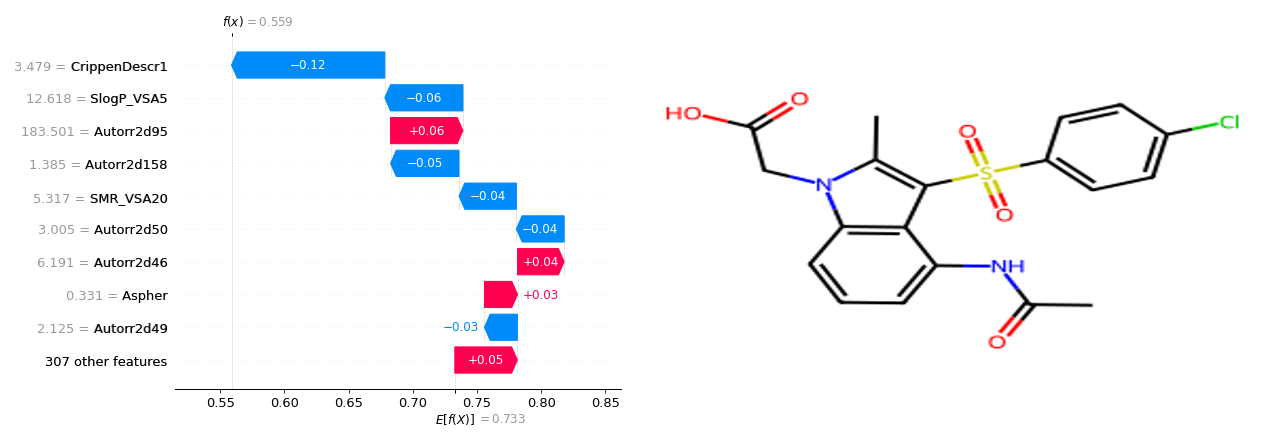 f(x) = 0.559
3.479 = CrippenDescr1
−0.12
12.618 = SlogP_VSA5
−0.06
183.501 = Autorr2d95
+0.06
1.385 = Autorr2d158
−0.05
5.317 = SMR_VSA20
−0.04
3.005 = Autorr2d50
−0.04
6.191 = Autorr2d46
+0.04
0.331 = Aspher
+0.03
2.125 = Autorr2d49
−0.03
307 other features
+0.05
0.55 0.60 0.65 0.70 0.75 0.80 0.85
E[f(X)] = 0.733
HO
O
Cl
O
N
S
O
NH
O